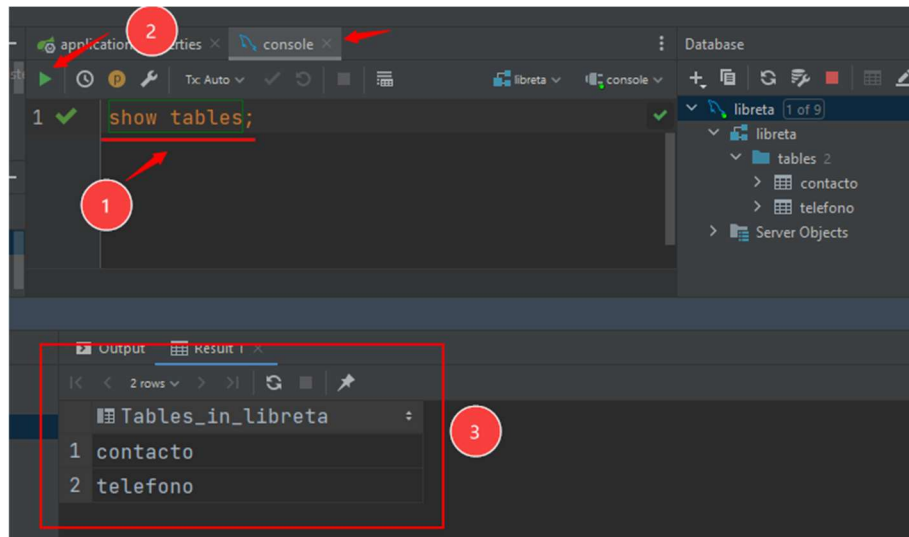 2
application.properties
console
Database
Tx: Auto
libreta
console
1
show tables;
libreta 1 of 9
libreta
tables 2
contacto
telefono
Server Objects
1
Output
Result 1
2 rows
Tables_in_libreta
3
1 contacto
2 telefono